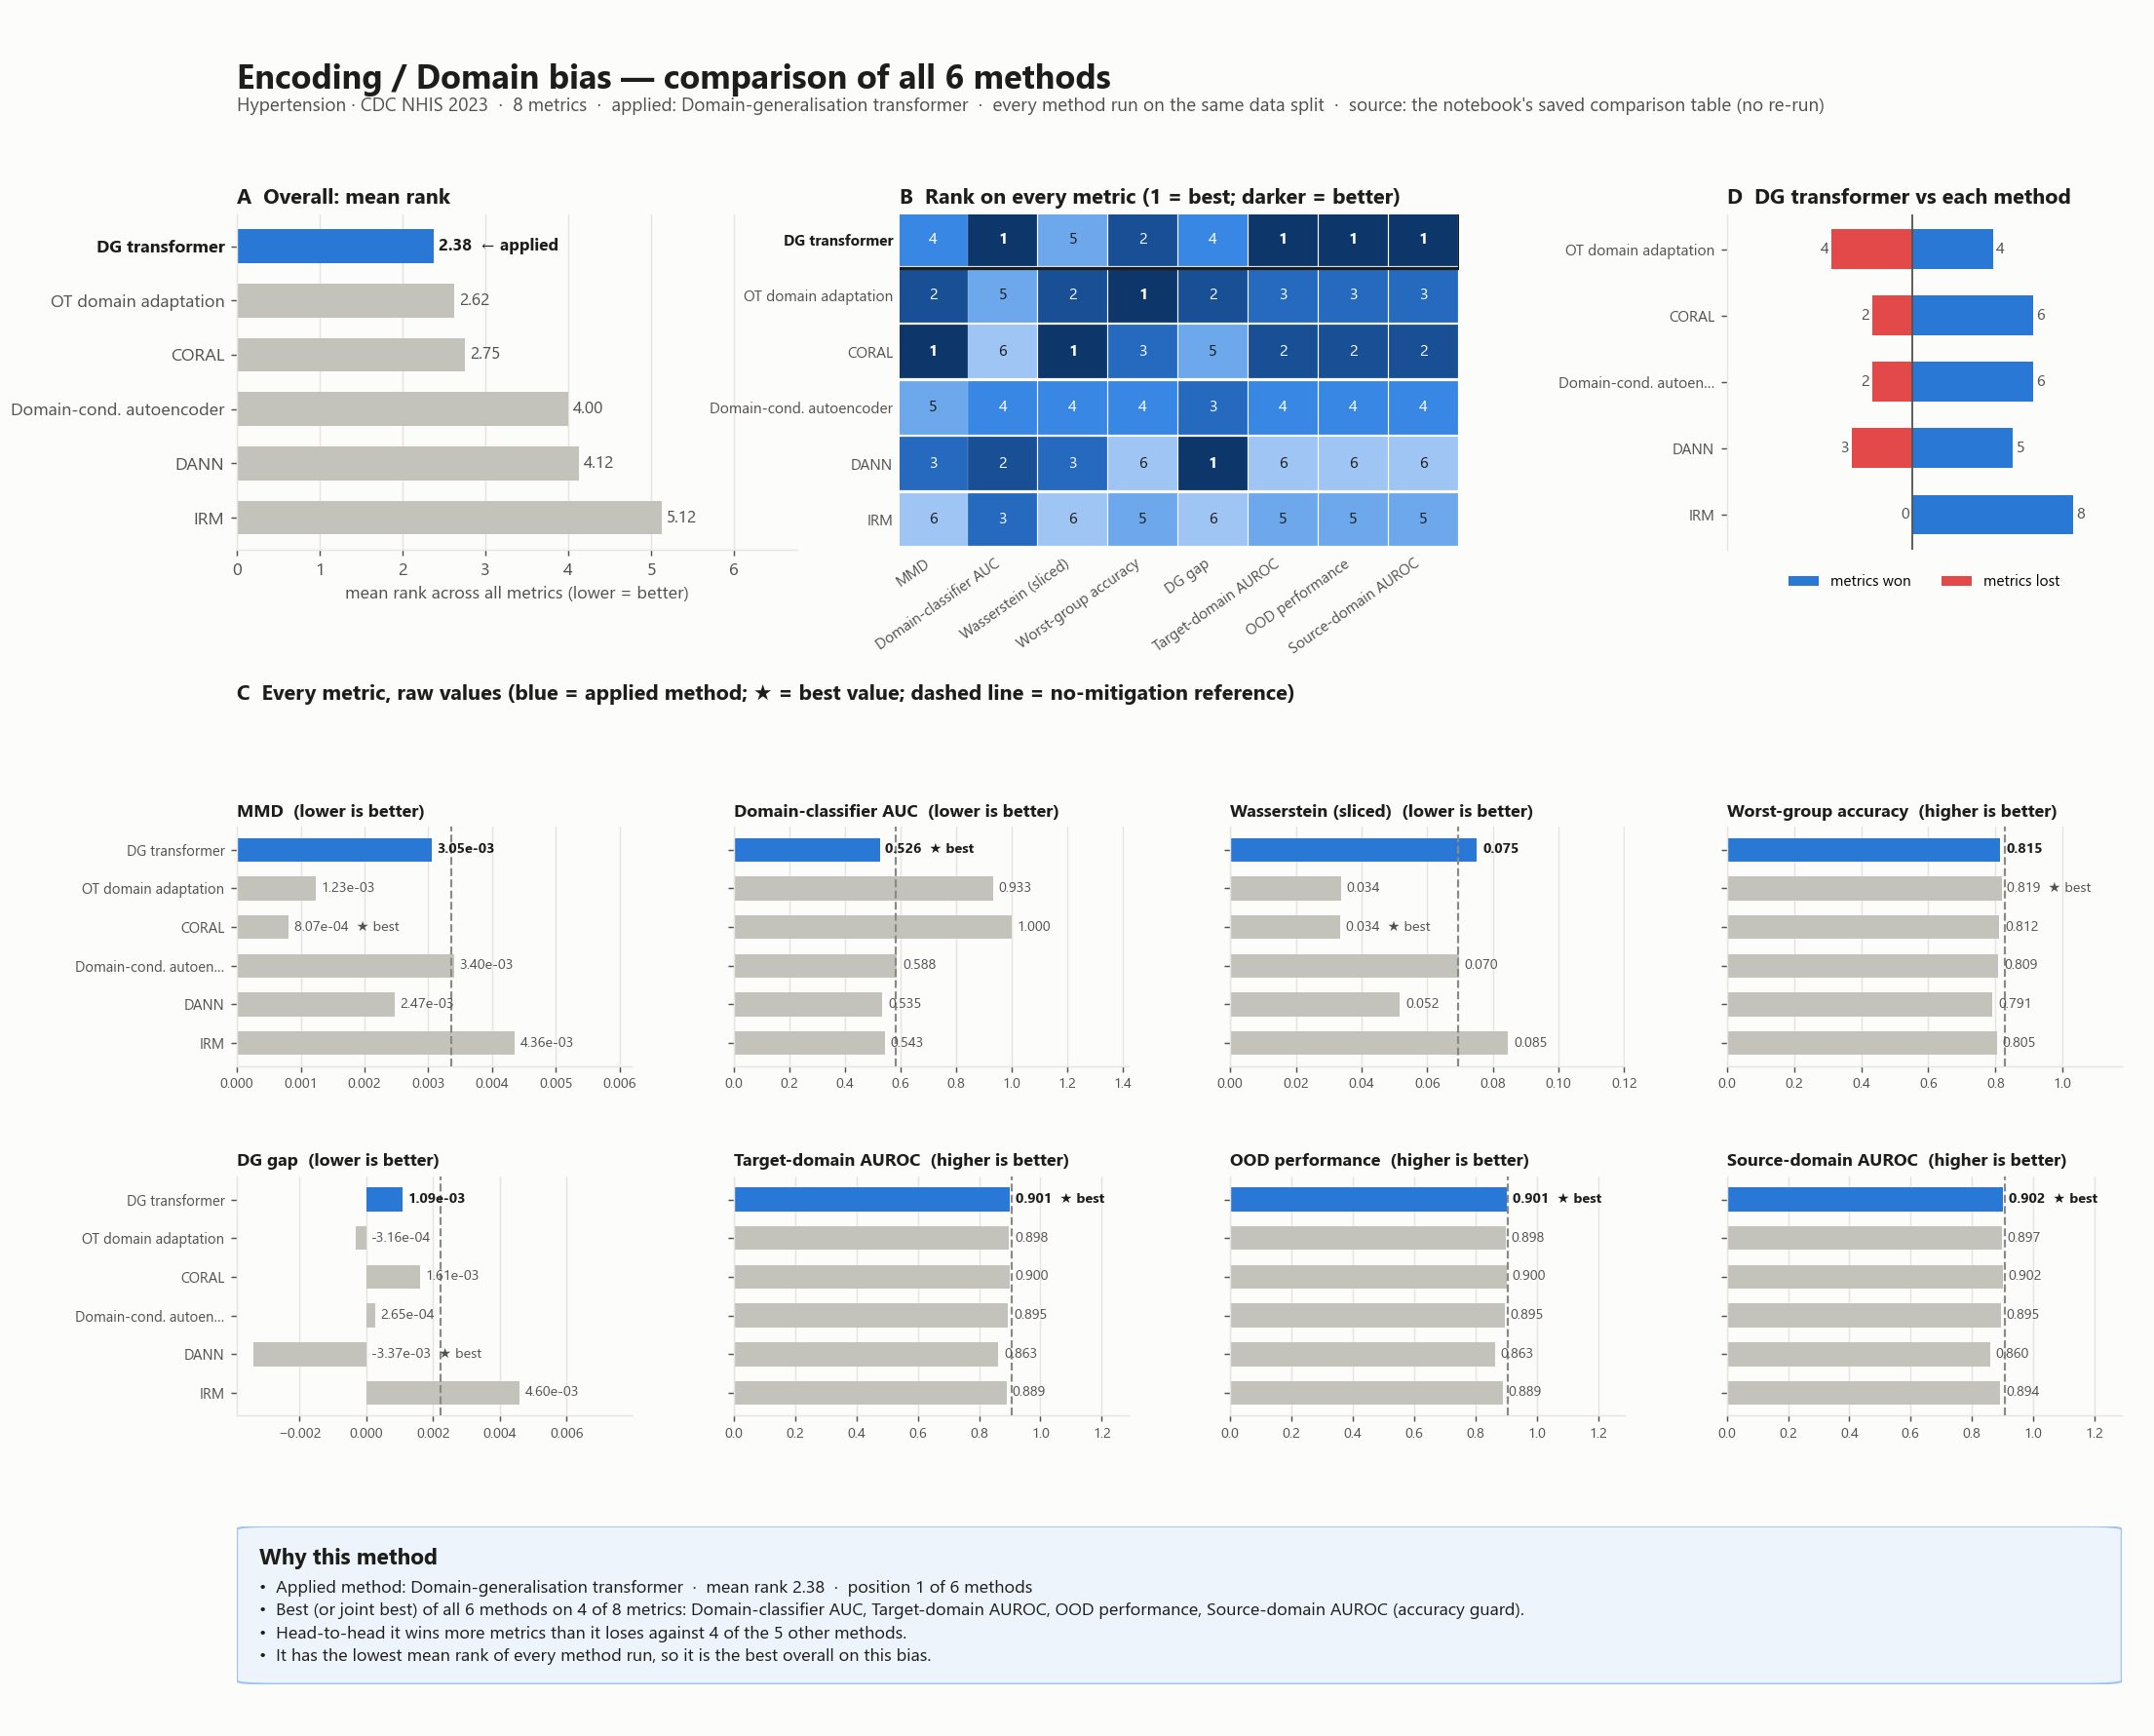 Encoding / Domain bias — comparison of all 6 methods
Hypertension · CDC NHIS 2023 · 8 metrics · applied: Domain-generalisation transformer · every method run on the same data split · source: the notebook's saved comparison table (no re-run)
A Overall: mean rank
DG transformer 2.38 ← applied
OT domain adaptation 2.62
CORAL 2.75
Domain-cond. autoencoder 4.00
DANN 4.12
IRM 5.12
0 1 2 3 4 5 6
mean rank across all metrics (lower = better)
B Rank on every metric (1 = best; darker = better)
DG transformer 4 1 5 2 4 1 1 1
OT domain adaptation 2 5 2 1 2 3 3 3
CORAL 1 6 1 3 5 2 2 2
Domain-cond. autoencoder 5 4 4 4 3 4 4 4
DANN 3 2 3 6 1 6 6 6
IRM 6 3 6 5 6 5 5 5
MMD
Domain-classifier AUC
Wasserstein (sliced)
Worst-group accuracy
DG gap
Target-domain AUROC
OOD performance
Source-domain AUROC
D DG transformer vs each method
OT domain adaptation 4 4
CORAL 2 6
Domain-cond. autoen... 2 6
DANN 3 5
IRM 0 8
metrics won metrics lost
C Every metric, raw values (blue = applied method; ★ = best value; dashed line = no-mitigation reference)
MMD (lower is better)
DG transformer 3.05e-03
OT domain adaptation 1.23e-03
CORAL 8.07e-04 ★ best
Domain-cond. autoen... 3.40e-03
DANN 2.47e-03
IRM 4.36e-03
0.000 0.001 0.002 0.003 0.004 0.005 0.006
Domain-classifier AUC (lower is better)
0.526 ★ best
0.933
1.000
0.588
0.535
0.543
0.0 0.2 0.4 0.6 0.8 1.0 1.2 1.4
Wasserstein (sliced) (lower is better)
0.075
0.034
0.034 ★ best
0.070
0.052
0.085
0.00 0.02 0.04 0.06 0.08 0.10 0.12
Worst-group accuracy (higher is better)
0.815
0.819 ★ best
0.812
0.809
0.791
0.805
0.0 0.2 0.4 0.6 0.8 1.0
DG gap (lower is better)
DG transformer 1.09e-03
OT domain adaptation -3.16e-04
CORAL 1.61e-03
Domain-cond. autoen... 2.65e-04
DANN -3.37e-03 ★ best
IRM 4.60e-03
−0.002 0.000 0.002 0.004 0.006
Target-domain AUROC (higher is better)
0.901 ★ best
0.898
0.900
0.895
0.863
0.889
0.0 0.2 0.4 0.6 0.8 1.0 1.2
OOD performance (higher is better)
0.901 ★ best
0.898
0.900
0.895
0.863
0.889
0.0 0.2 0.4 0.6 0.8 1.0 1.2
Source-domain AUROC (higher is better)
0.902 ★ best
0.897
0.902
0.895
0.860
0.894
0.0 0.2 0.4 0.6 0.8 1.0 1.2
Why this method
• Applied method: Domain-generalisation transformer · mean rank 2.38 · position 1 of 6 methods
• Best (or joint best) of all 6 methods on 4 of 8 metrics: Domain-classifier AUC, Target-domain AUROC, OOD performance, Source-domain AUROC (accuracy guard).
• Head-to-head it wins more metrics than it loses against 4 of the 5 other methods.
• It has the lowest mean rank of every method run, so it is the best overall on this bias.